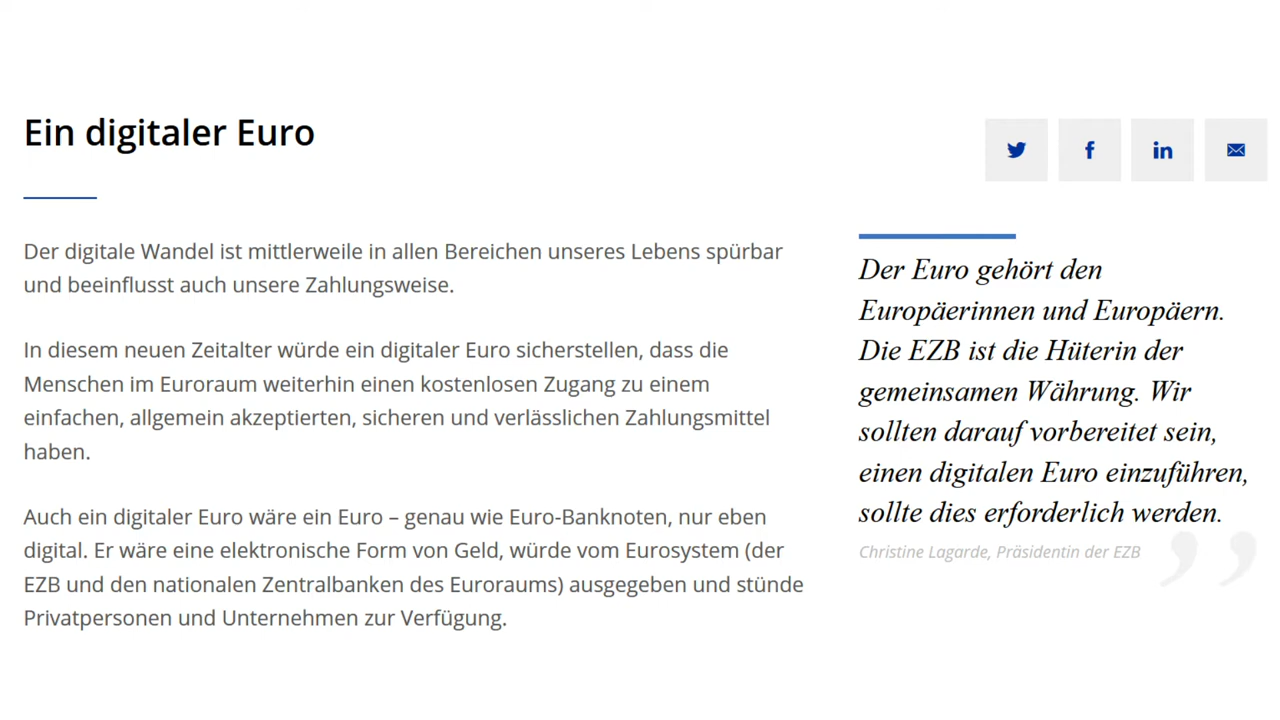 Ein digitaler Euro
Der digitale Wandel ist mittlerweile in allen Bereichen unseres Lebens spürbar
und beeinflusst auch unsere Zahlungsweise.
In diesem neuen Zeitalter würde ein digitaler Euro sicherstellen, dass die
Menschen im Euroraum weiterhin einen kostenlosen Zugang zu einem
einfachen, allgemein akzeptierten, sicheren und verlässlichen Zahlungsmittel
haben.
Auch ein digitaler Euro wäre ein Euro – genau wie Euro-Banknoten, nur eben
digital. Er wäre eine elektronische Form von Geld, würde vom Eurosystem (der
EZB und den nationalen Zentralbanken des Euroraums) ausgegeben und stünde
Privatpersonen und Unternehmen zur Verfügung.
Der Euro gehört den
Europäerinnen und Europäern.
Die EZB ist die Hüterin der
gemeinsamen Währung. Wir
sollten darauf vorbereitet sein,
einen digitalen Euro einzuführen,
sollte dies erforderlich werden.
Christine Lagarde, Präsidentin der EZB